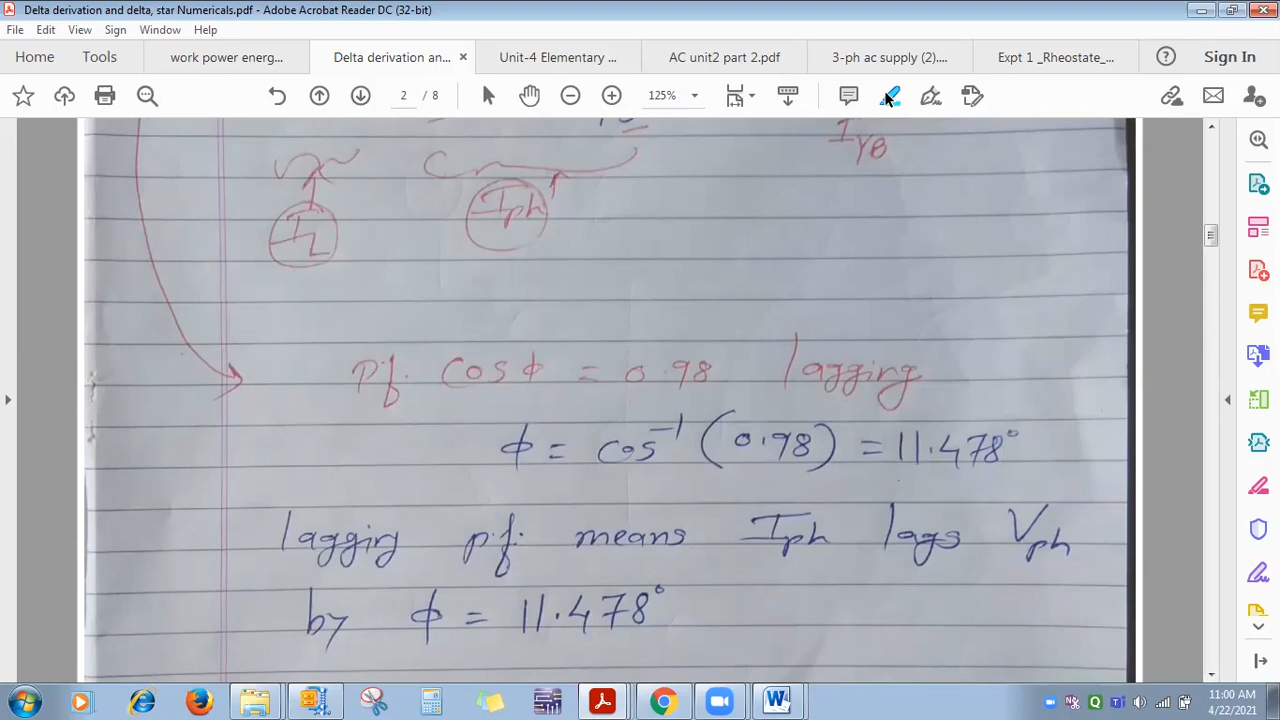 Delta derivation and delta, star Numericals.pdf - Adobe Acrobat Reader DC (32-bit)
File Edit View Sign Window Help
Home Tools work power energ... Delta derivation an... × Unit-4 Elementary ... AC unit2 part 2.pdf 3-ph ac supply (2).... Expt 1 _Rheostate_... Sign In
2 / 8 125%
I YB
I L Iph
p.f. cos ϕ = 0.98 lagging
ϕ = cos⁻¹ (0.98) = 11.478°
lagging p.f. means Iph lags Vph
by ϕ = 11.478°
11:00 AM
4/22/2021